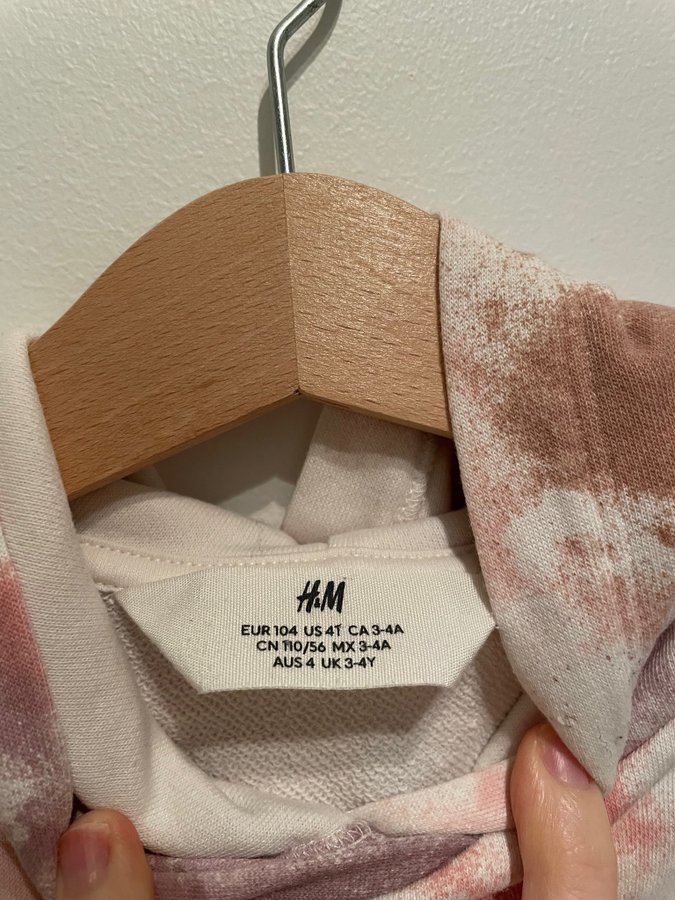 H&M
EUR 104 US 4T CA 3-4A
CN 110/56 MX 3-4A
AUS 4 UK 3-4Y